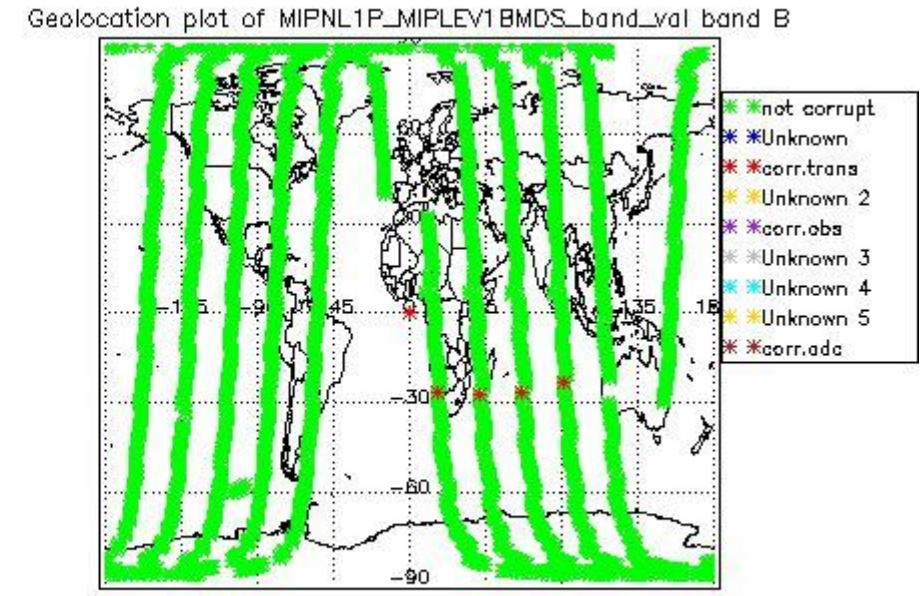 Geolocation plot of MIPNL1P_MIPLEV1BMDS_band_val band B
not corrupt
Unknown
corr.trans
Unknown 2
corr.obs
Unknown 3
Unknown 4
Unknown 5
corr.adc
60
-45
135
-30
-60
-90